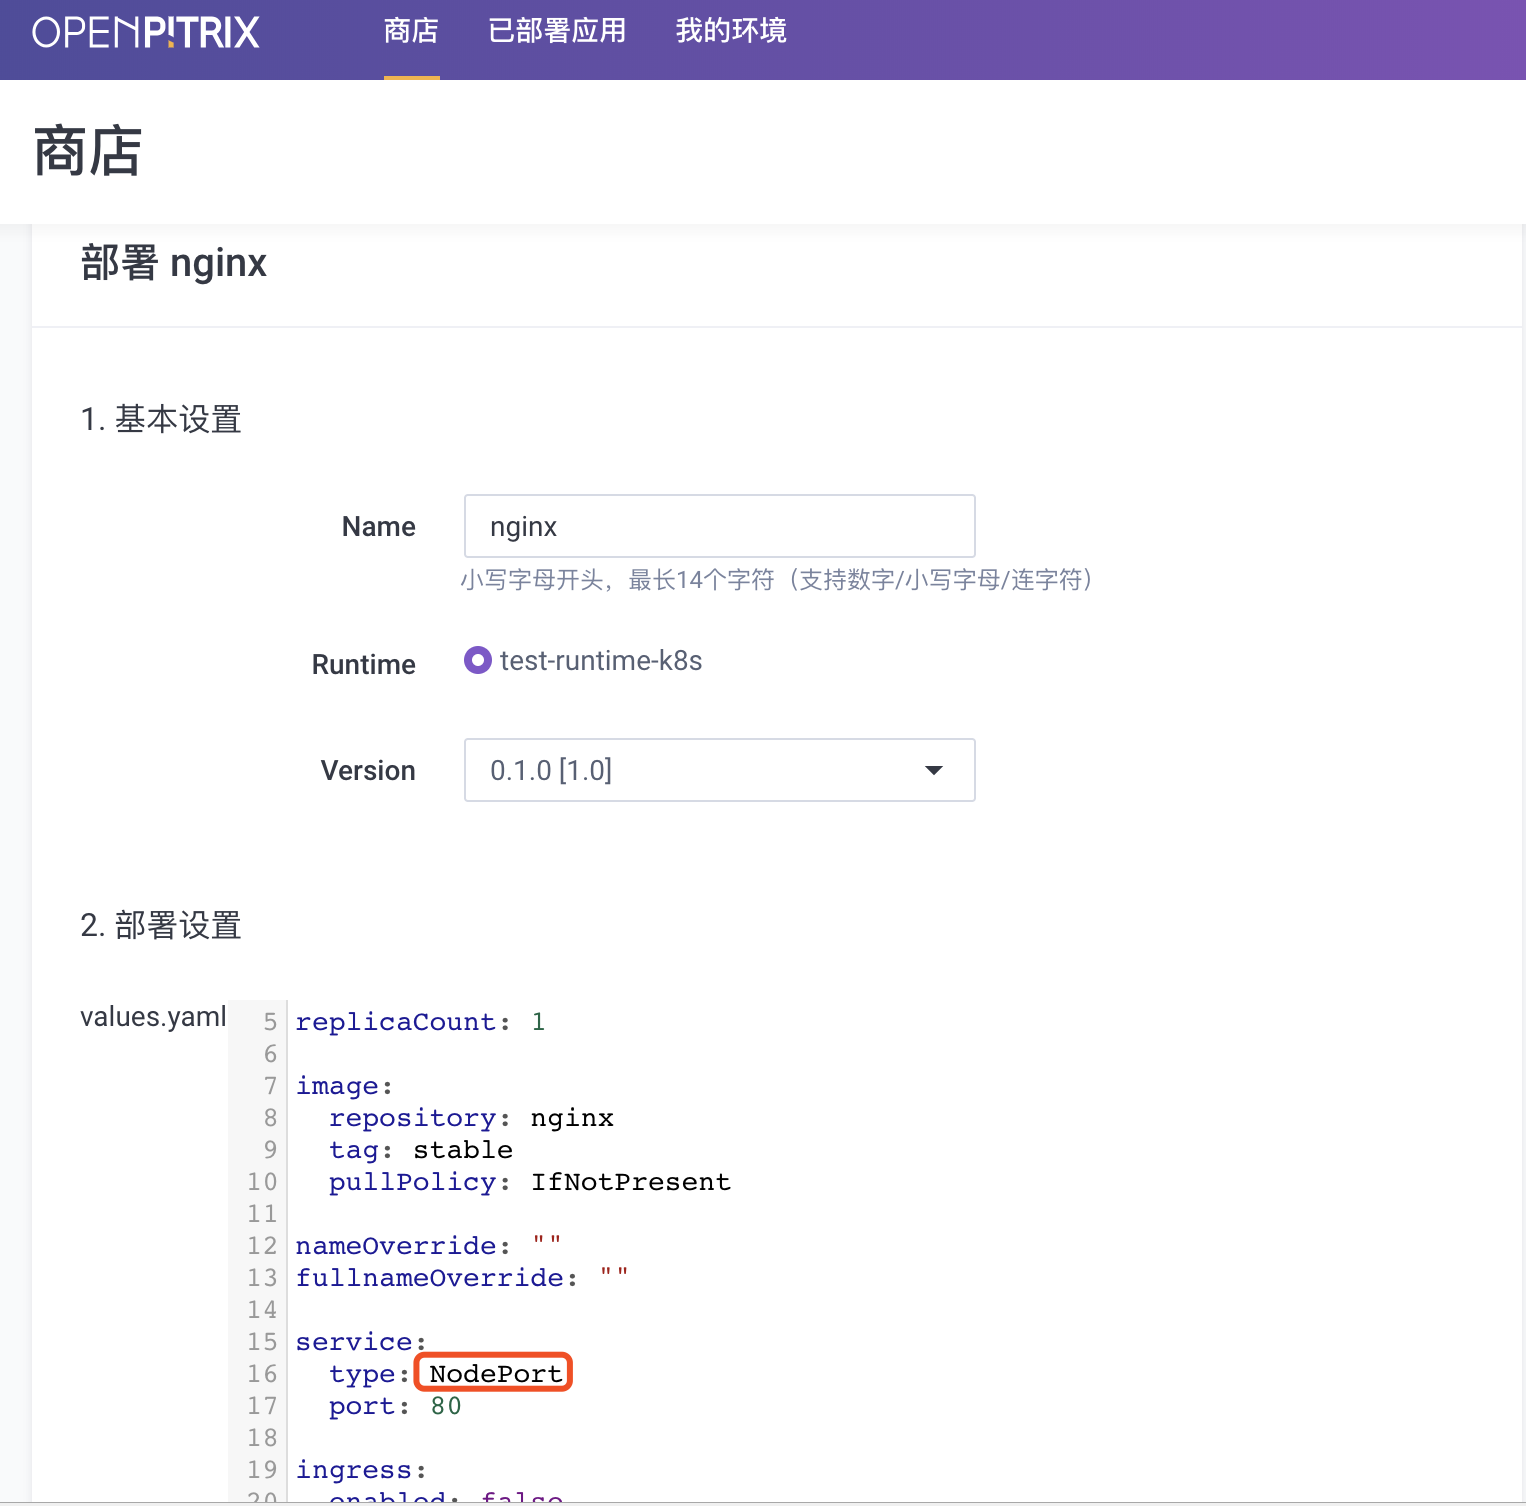 OPENPITRIX 商店 已部署应用 我的环境
商店
部署 nginx
1. 基本设置
Name nginx
小写字母开头，最长14个字符（支持数字/小写字母/连字符）
Runtime test-runtime-k8s
Version 0.1.0 [1.0]
2. 部署设置
values.yaml
5 replicaCount: 1
6
7 image:
8   repository: nginx
9   tag: stable
10   pullPolicy: IfNotPresent
11
12 nameOverride: ""
13 fullnameOverride: ""
14
15 service:
16   type: NodePort
17   port: 80
18
19 ingress:
20   enabled: false